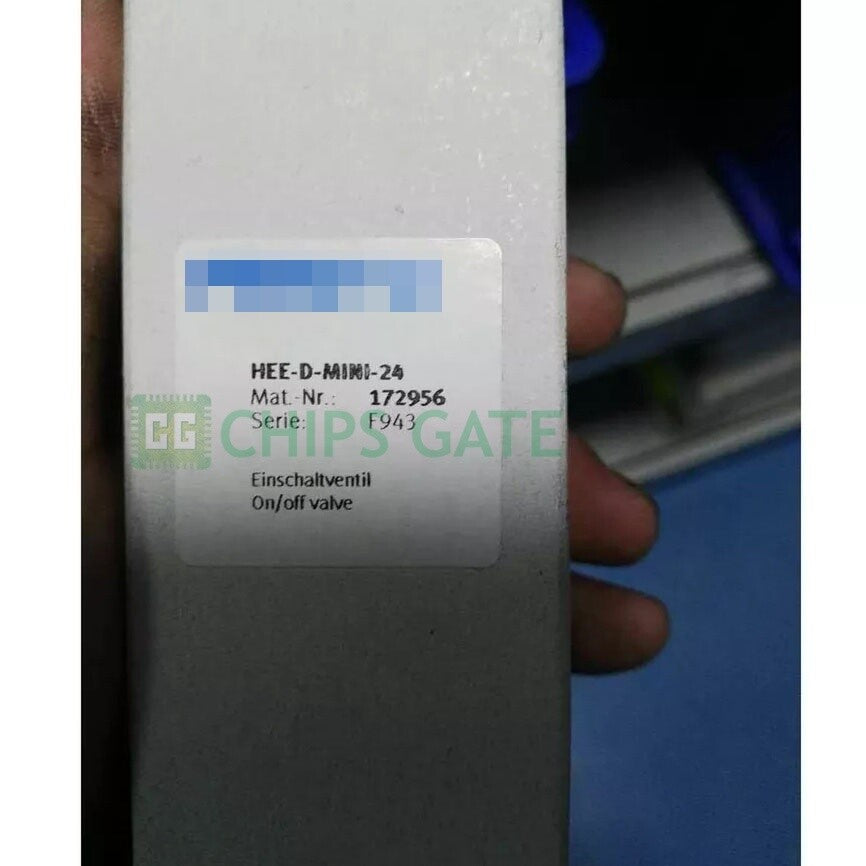 HEE-D-MINI-24
Mat.-Nr.: 172956
Serie: F943
CG CHIPS GATE
Einschaltventil
On/off valve